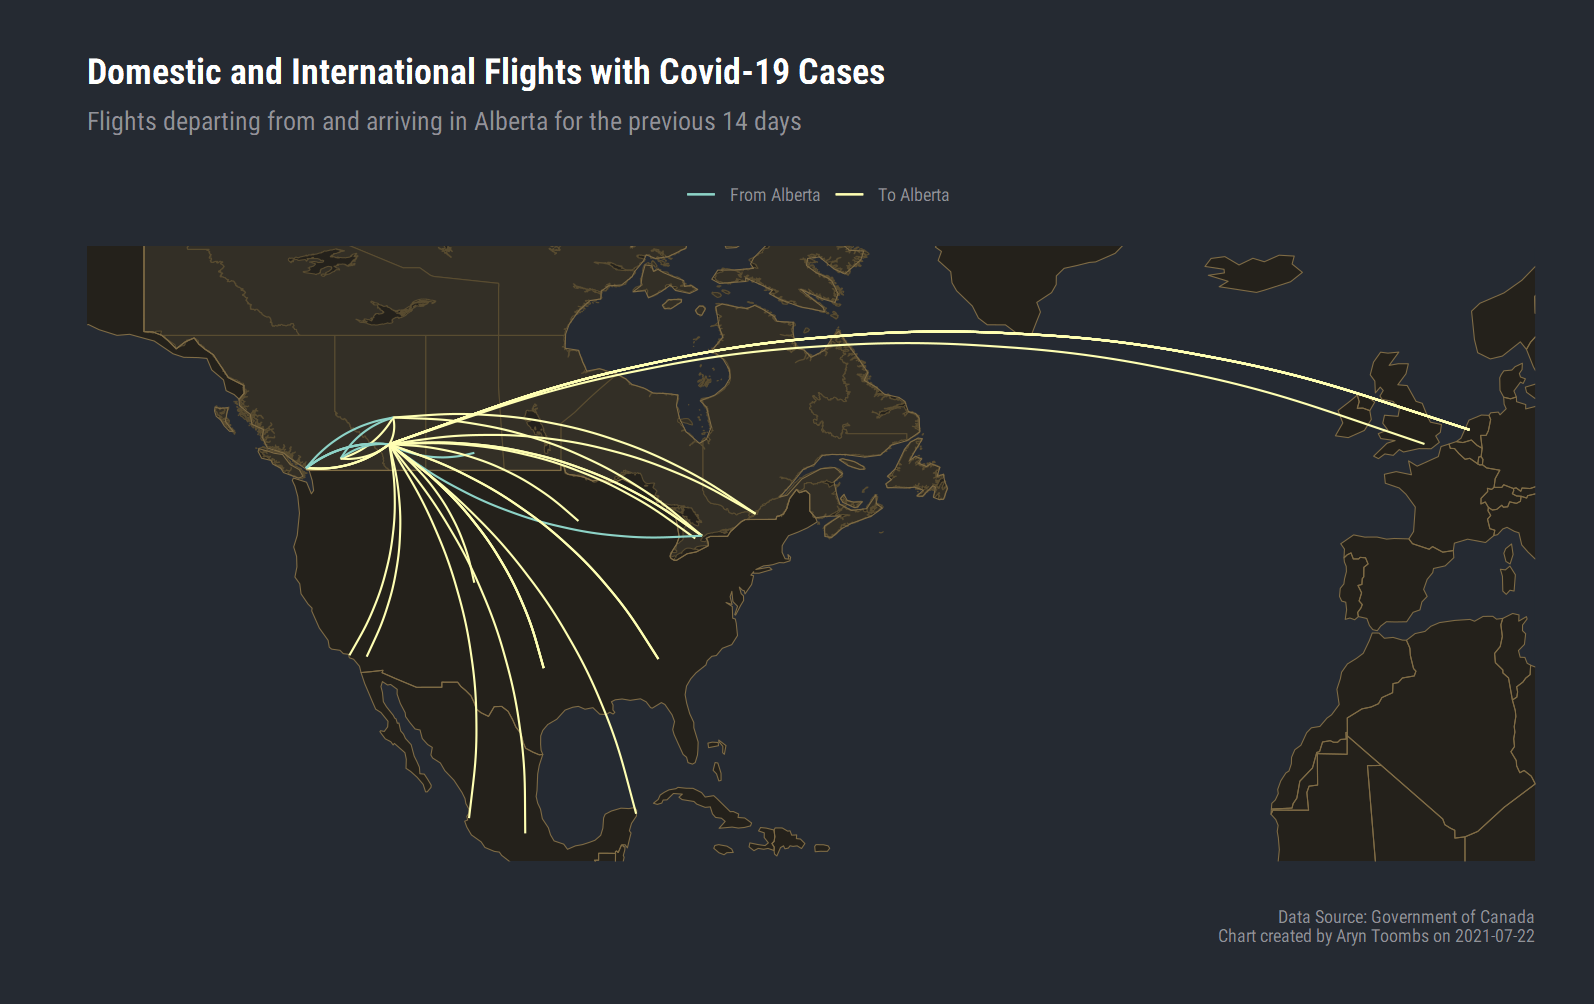 Domestic and International Flights with Covid-19 Cases
Flights departing from and arriving in Alberta for the previous 14 days
From Alberta To Alberta
Data Source: Government of Canada
Chart created by Aryn Toombs on 2021-07-22